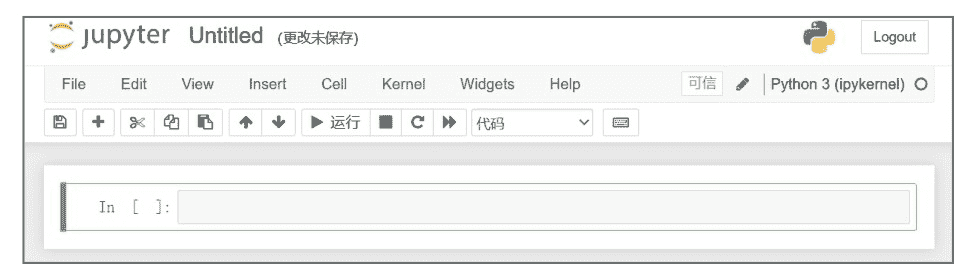 jupyter Untitled (更改未保存) Logout
File Edit View Insert Cell Kernel Widgets Help 可信 Python 3 (ipykernel)
运行 代码
In [ ]: